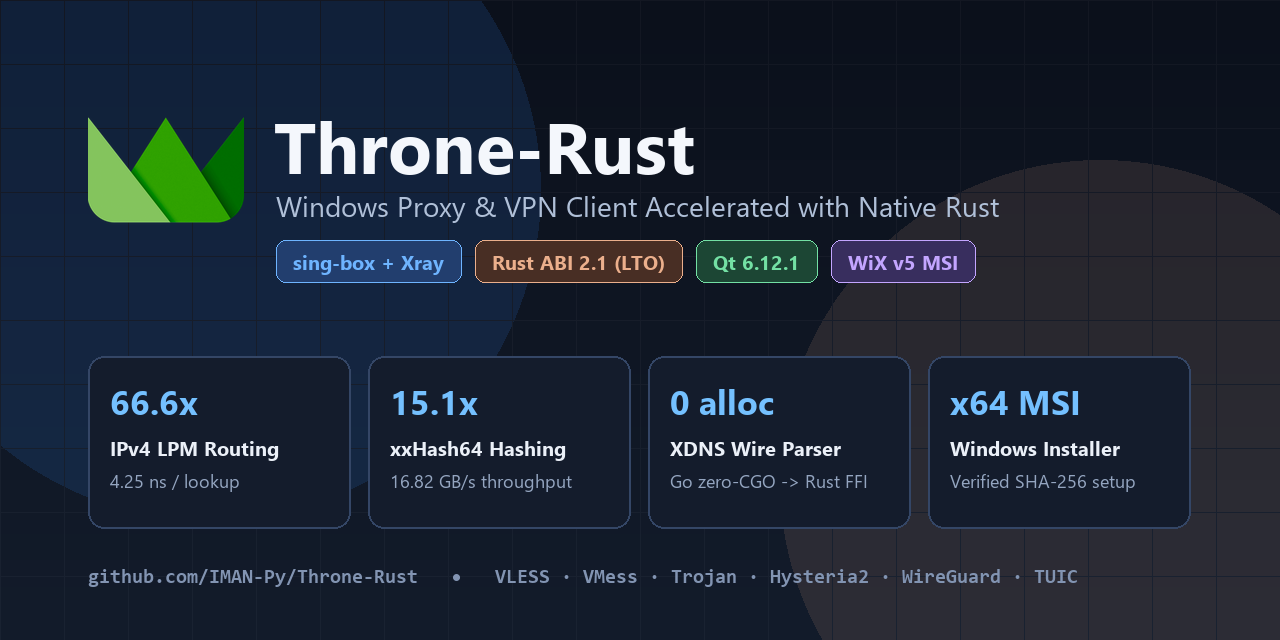 Throne-Rust
Windows Proxy & VPN Client Accelerated with Native Rust
sing-box + Xray
Rust ABI 2.1 (LTO)
Qt 6.12.1
WiX v5 MSI
66.6x
IPv4 LPM Routing
4.25 ns / lookup
15.1x
xxHash64 Hashing
16.82 GB/s throughput
0 alloc
XDNS Wire Parser
Go zero-CGO -> Rust FFI
x64 MSI
Windows Installer
Verified SHA-256 setup
github.com/IMAN-Py/Throne-Rust • VLESS · VMess · Trojan · Hysteria2 · WireGuard · TUIC